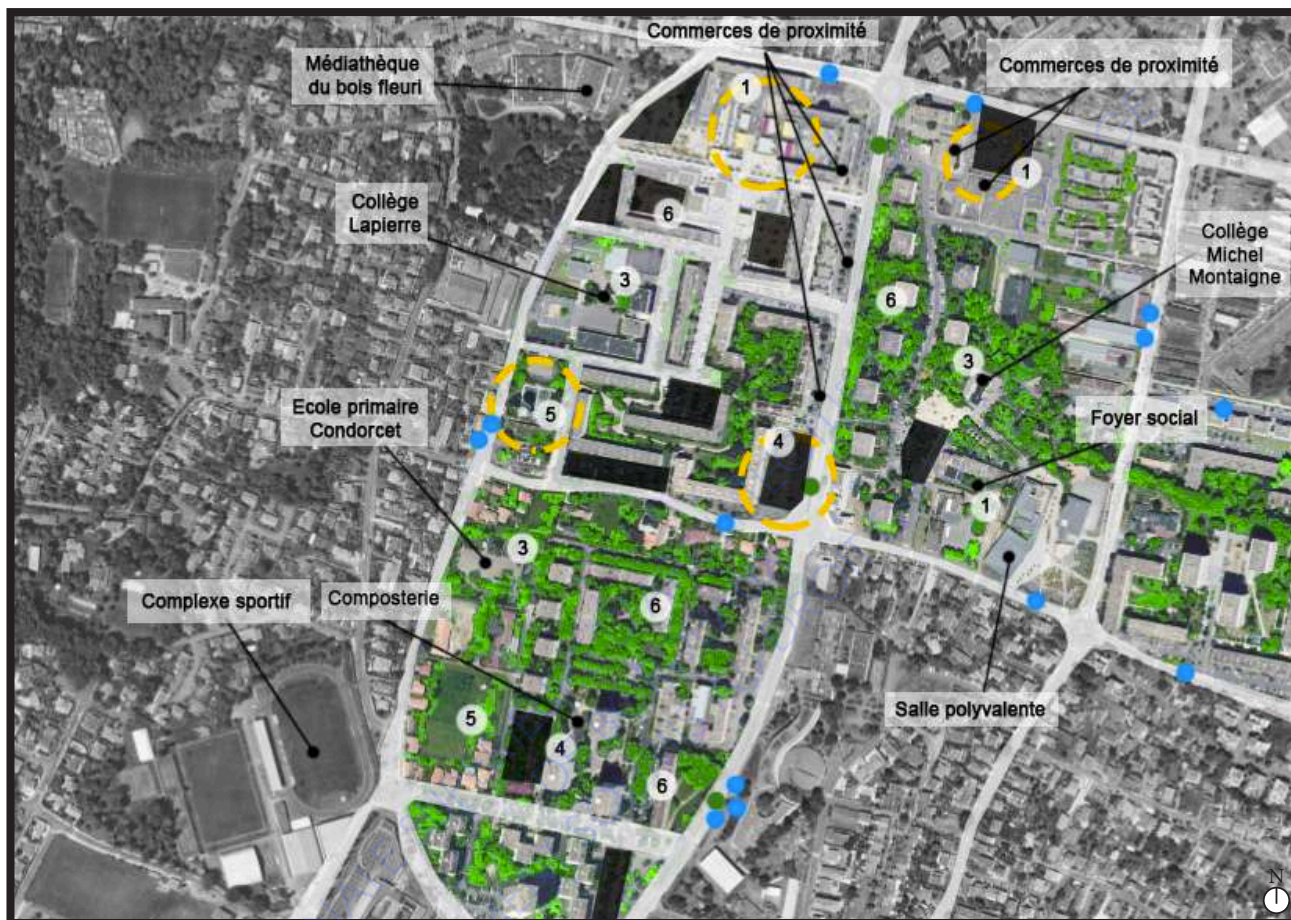 Commerces de proximité
Médiathèque
du bois fleuri
1
Commerces de proximité
1
Collège
Lapierre
6
Collège
Michel
Montaigne
3
6
3
Ecole primaire
Condorcet
5
4
Foyer social
1
3
Complexe sportif
Composterie
6
Salle polyvalente
5
4
6
N